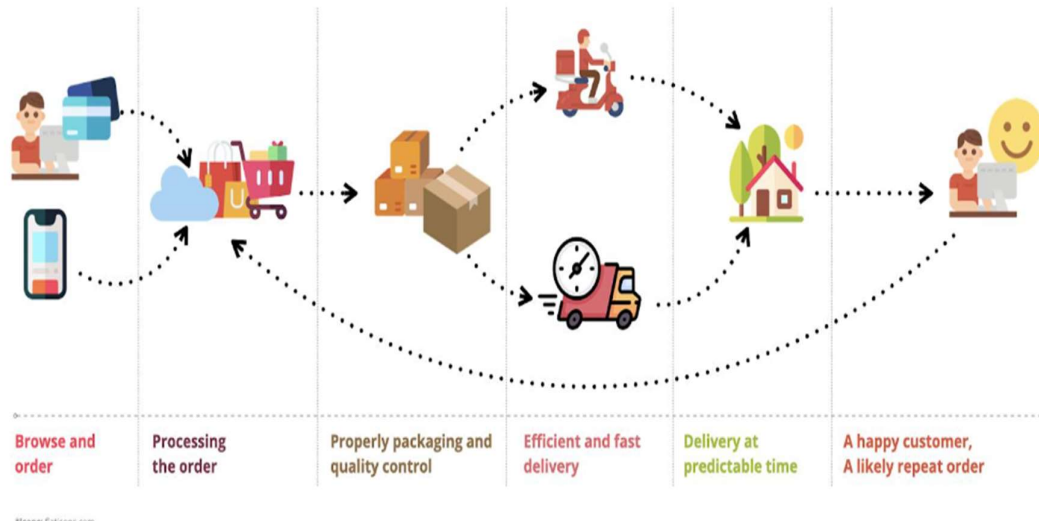 Browse and
order
Processing
the order
Properly packaging and
quality control
Efficient and fast
delivery
Delivery at
predictable time
A happy customer,
A likely repeat order